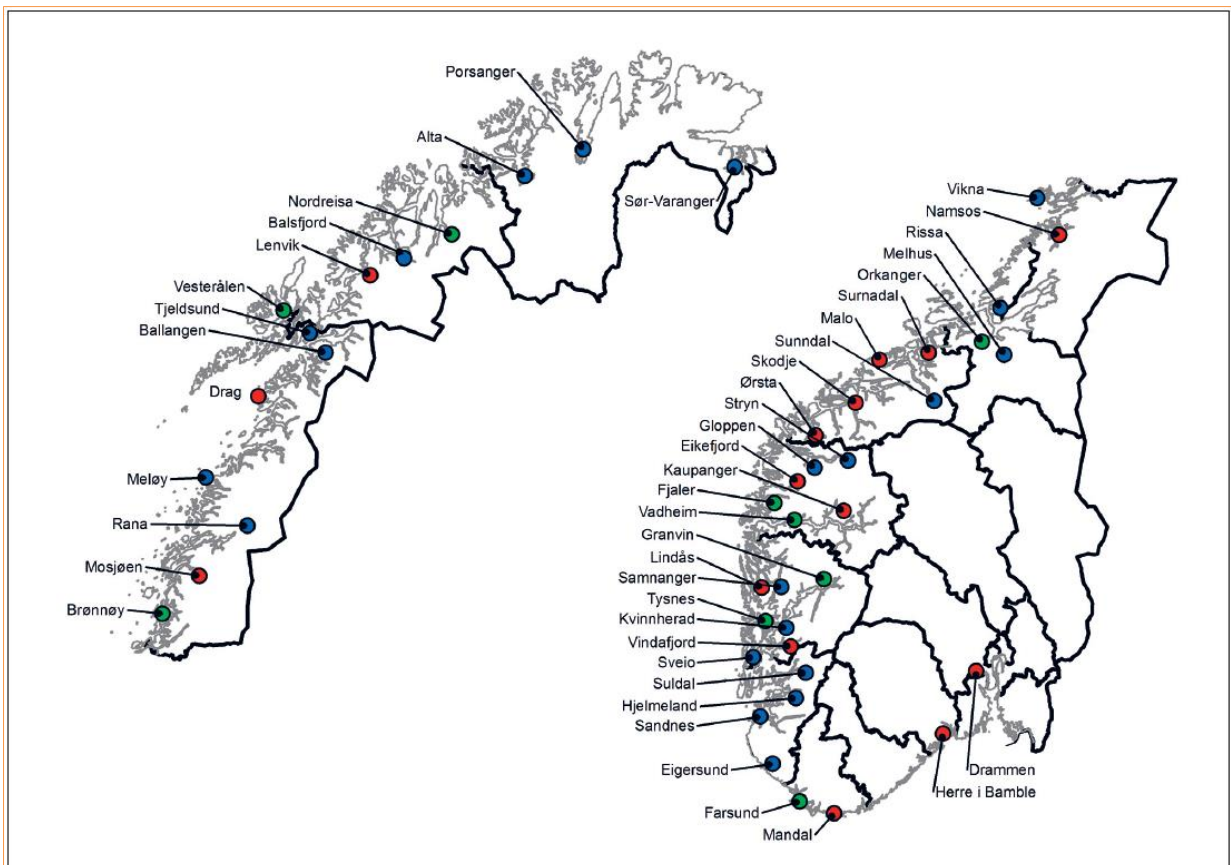 Porsanger
Alta
Sør-Varanger
Nordreisa
Balsfjord
Lenvik
Vesterålen
Tjeldsund
Ballangen
Drag
Meløy
Rana
Mosjøen
Brønnøy
Vikna
Namsos
Rissa
Melhus
Orkanger
Surnadal
Malo
Sunndal
Skodje
Ørsta
Stryn
Gloppen
Eikefjord
Kaupanger
Fjaler
Vadheim
Granvin
Lindås
Samnanger
Tysnes
Kvinnherad
Vindafjord
Sveio
Suldal
Hjelmeland
Sandnes
Eigersund
Farsund
Mandal
Drammen
Herre i Bamble